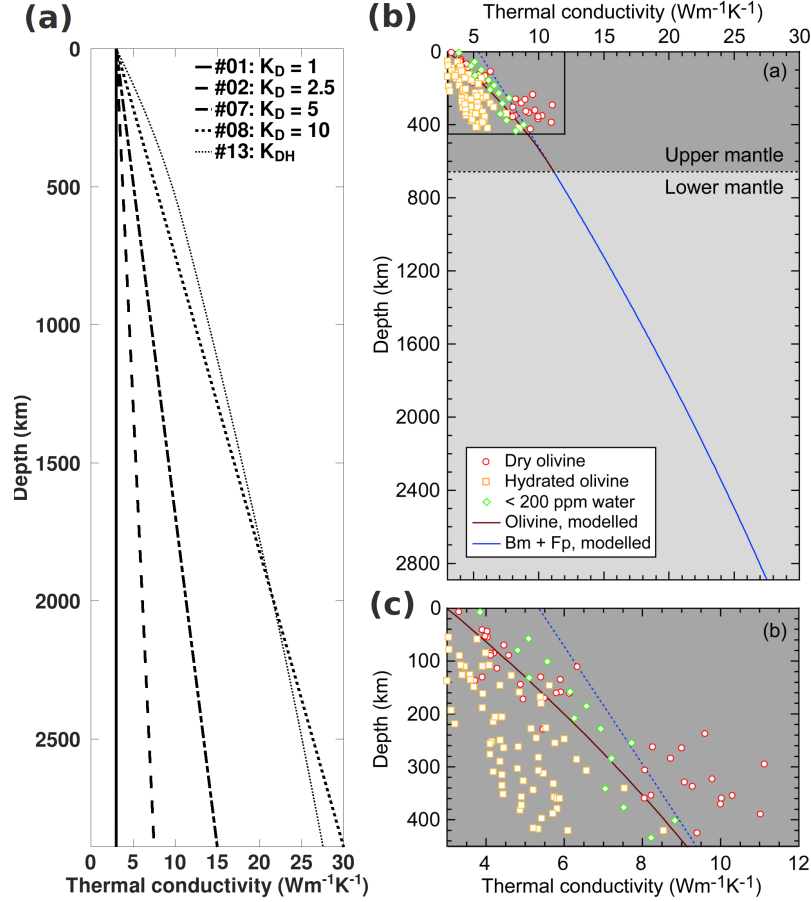 (a)
0
500
1000
1500
2000
2500
Depth (km)
#01: K_D = 1
#02: K_D = 2.5
#07: K_D = 5
#08: K_D = 10
#13: K_DH
0 5 10 15 20 25 30
Thermal conductivity (Wm⁻¹K⁻¹)
(b)
Thermal conductivity (Wm⁻¹K⁻¹)
5 10 15 20 25 30
0
400
800
1200
1600
2000
2400
2800
Depth (km)
(a)
Upper mantle
Lower mantle
Dry olivine
Hydrated olivine
< 200 ppm water
Olivine, modelled
Bm + Fp, modelled
(c)
0
100
200
300
400
Depth (km)
(b)
4 6 8 10 12
Thermal conductivity (Wm⁻¹K⁻¹)